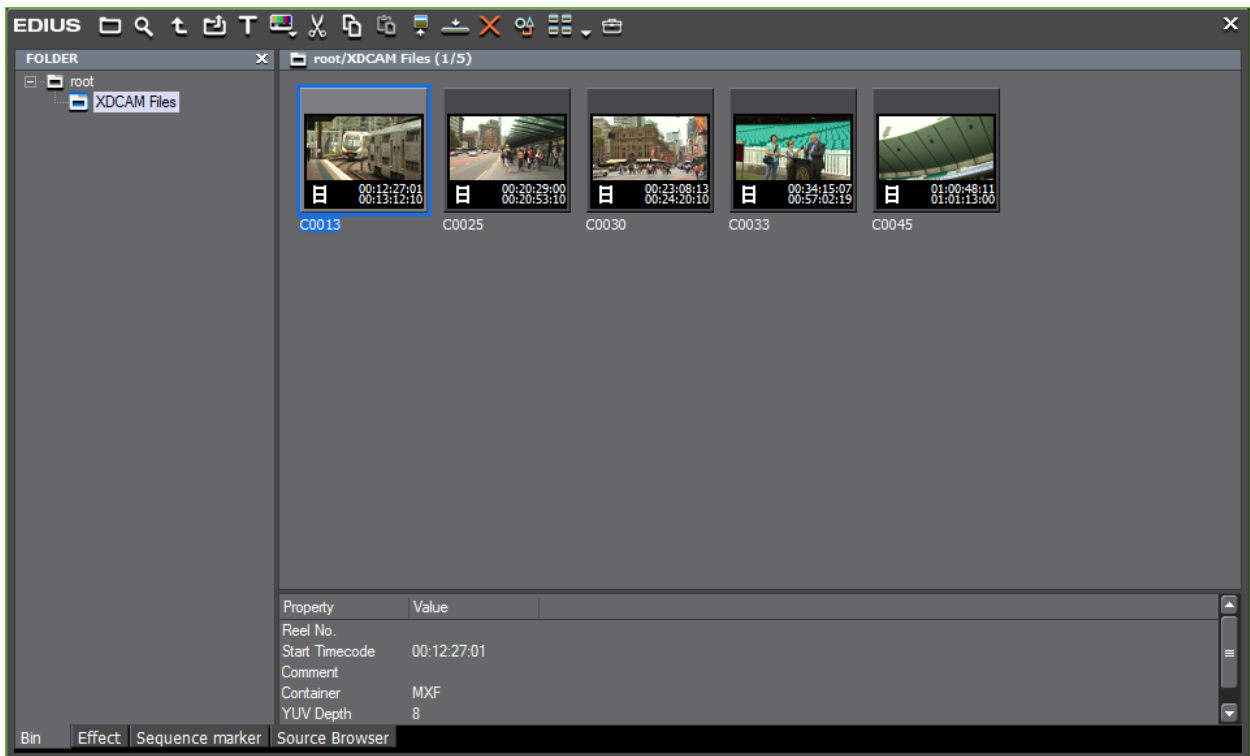 EDIUS
FOLDER
root/XDCAM Files (1/5)
root
XDCAM Files
00:12:27:01
00:13:12:10
C0013
00:20:29:00
00:20:53:10
C0025
00:23:08:13
00:24:20:10
C0030
00:34:15:07
00:57:02:19
C0033
01:00:48:11
01:01:13:00
C0045
Property Value
Reel No.
Start Timecode 00:12:27:01
Comment
Container MXF
YUV Depth 8
Bin Effect Sequence marker Source Browser